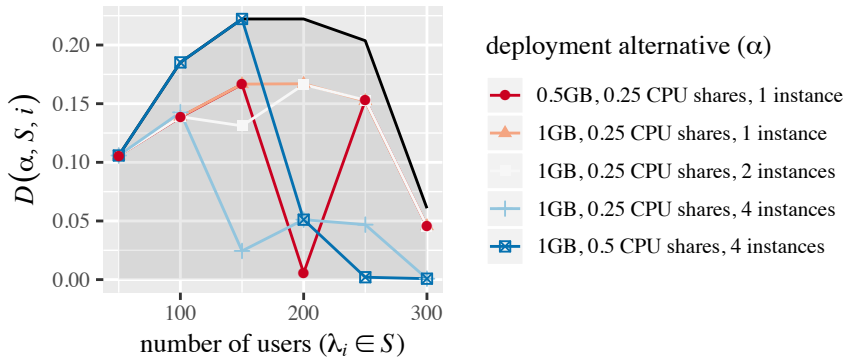 deployment alternative (α)
0.5GB, 0.25 CPU shares, 1 instance
1GB, 0.25 CPU shares, 1 instance
1GB, 0.25 CPU shares, 2 instances
1GB, 0.25 CPU shares, 4 instances
1GB, 0.5 CPU shares, 4 instances
D(α, S, i)
0.20
0.15
0.10
0.05
0.00
100
200
300
number of users (λᵢ ∈ S)